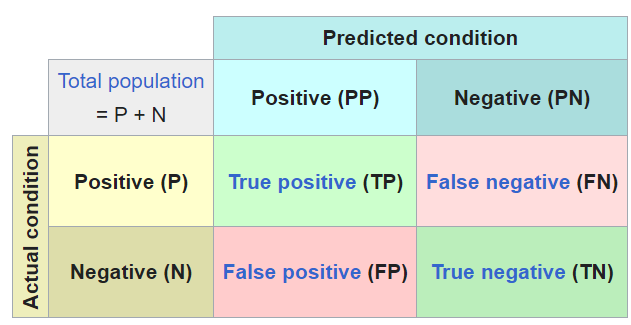 Predicted condition
Total population
= P + N
Positive (PP)
Negative (PN)
Actual condition
Positive (P)
True positive (TP)
False negative (FN)
Negative (N)
False positive (FP)
True negative (TN)